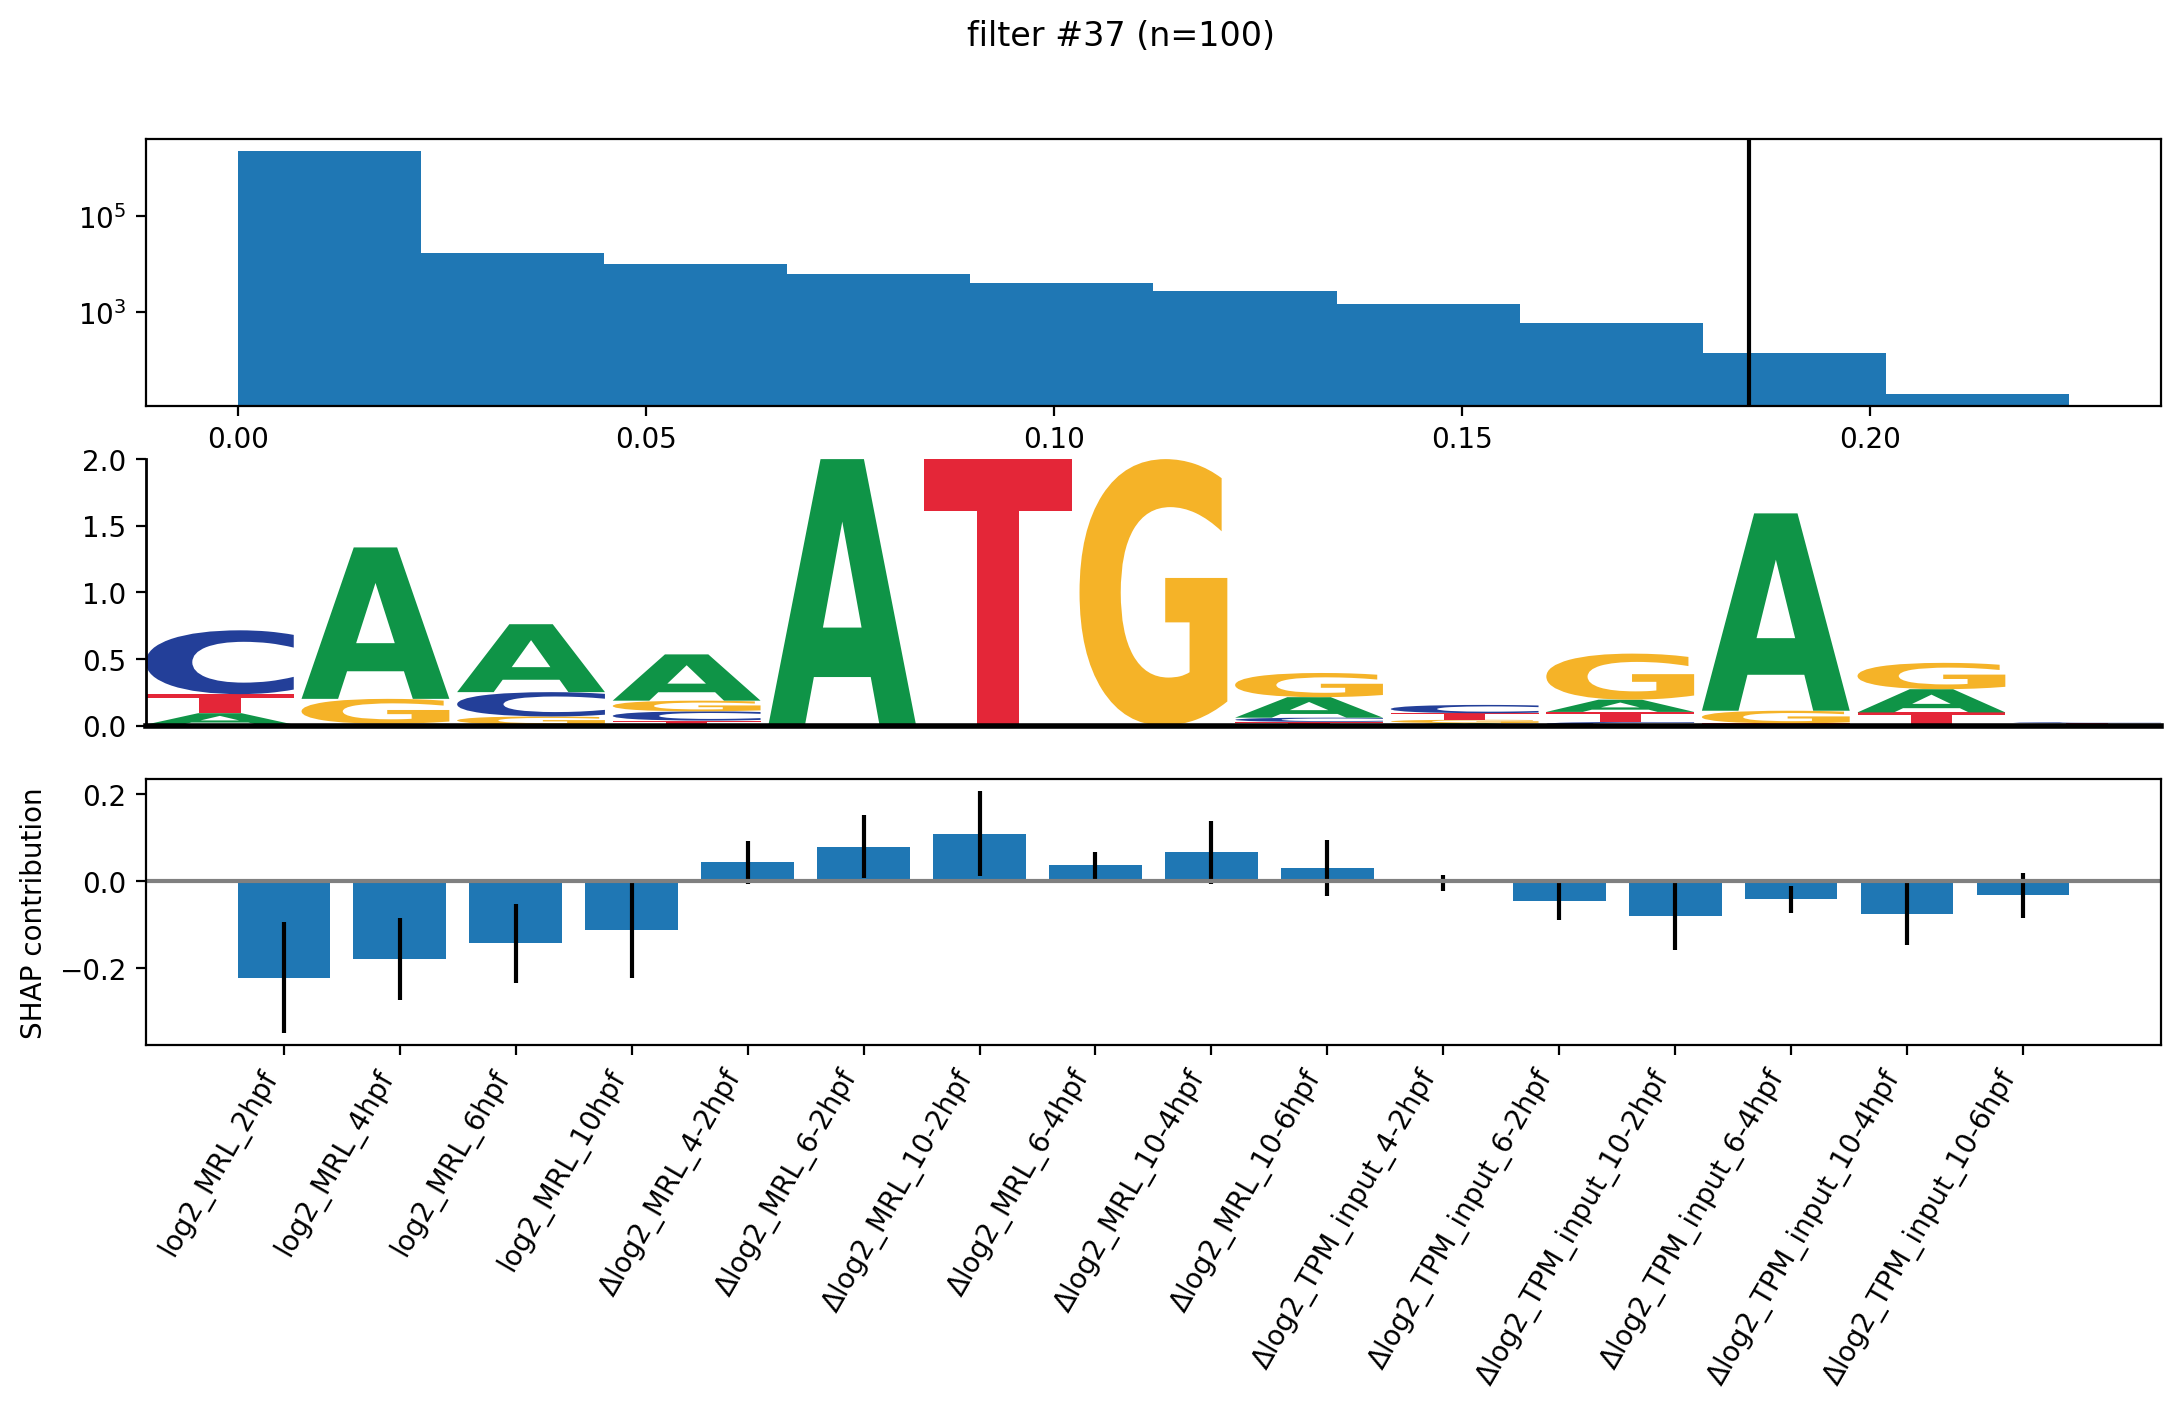 filter #37 (n=100)
10^5
10^3
0.00 0.05 0.10 0.15 0.20
2.0
1.5
1.0
0.5
0.0
C A A A A T G G C G A G
T G C G A T T A T
A G C C G A G T
T T C
SHAP contribution
0.2
0.0
−0.2
log2_MRL_2hpf
log2_MRL_4hpf
log2_MRL_6hpf
log2_MRL_10hpf
Δlog2_MRL_4-2hpf
Δlog2_MRL_6-2hpf
Δlog2_MRL_10-2hpf
Δlog2_MRL_6-4hpf
Δlog2_MRL_10-4hpf
Δlog2_MRL_10-6hpf
Δlog2_TPM_input_4-2hpf
Δlog2_TPM_input_6-2hpf
Δlog2_TPM_input_10-2hpf
Δlog2_TPM_input_6-4hpf
Δlog2_TPM_input_10-4hpf
Δlog2_TPM_input_10-6hpf